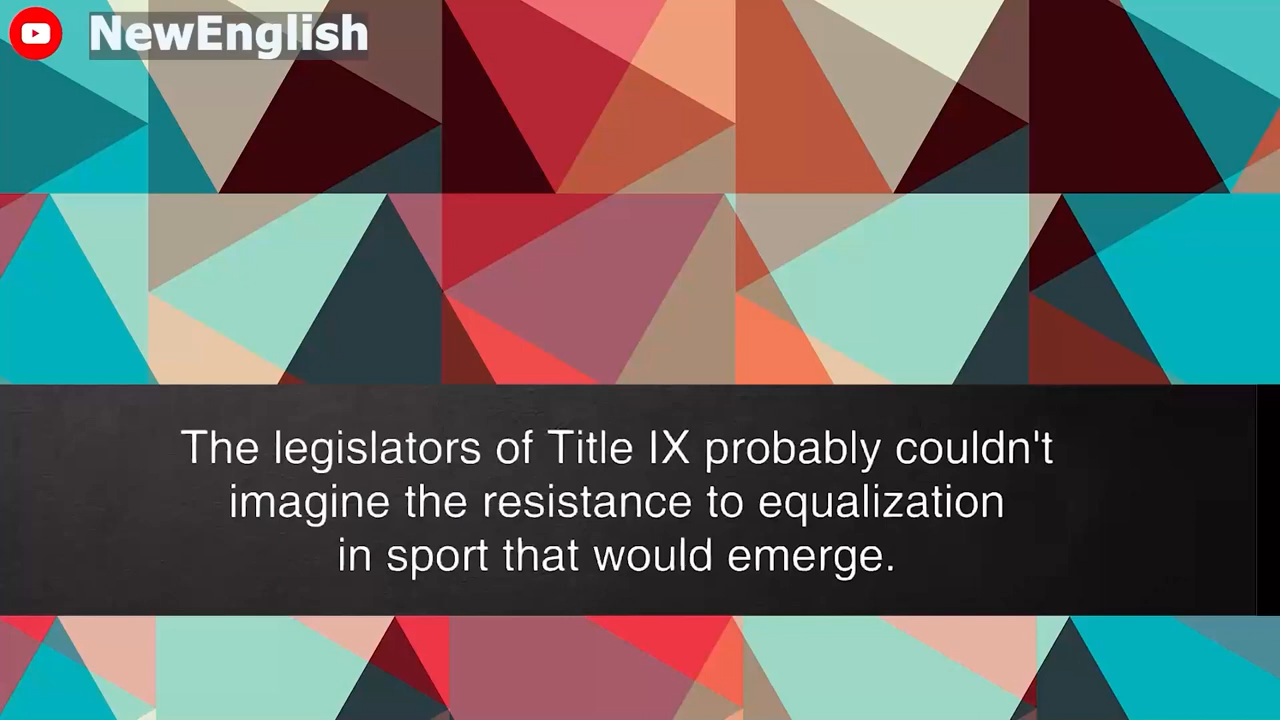 NewEnglish
The legislators of Title IX probably couldn't
imagine the resistance to equalization
in sport that would emerge.